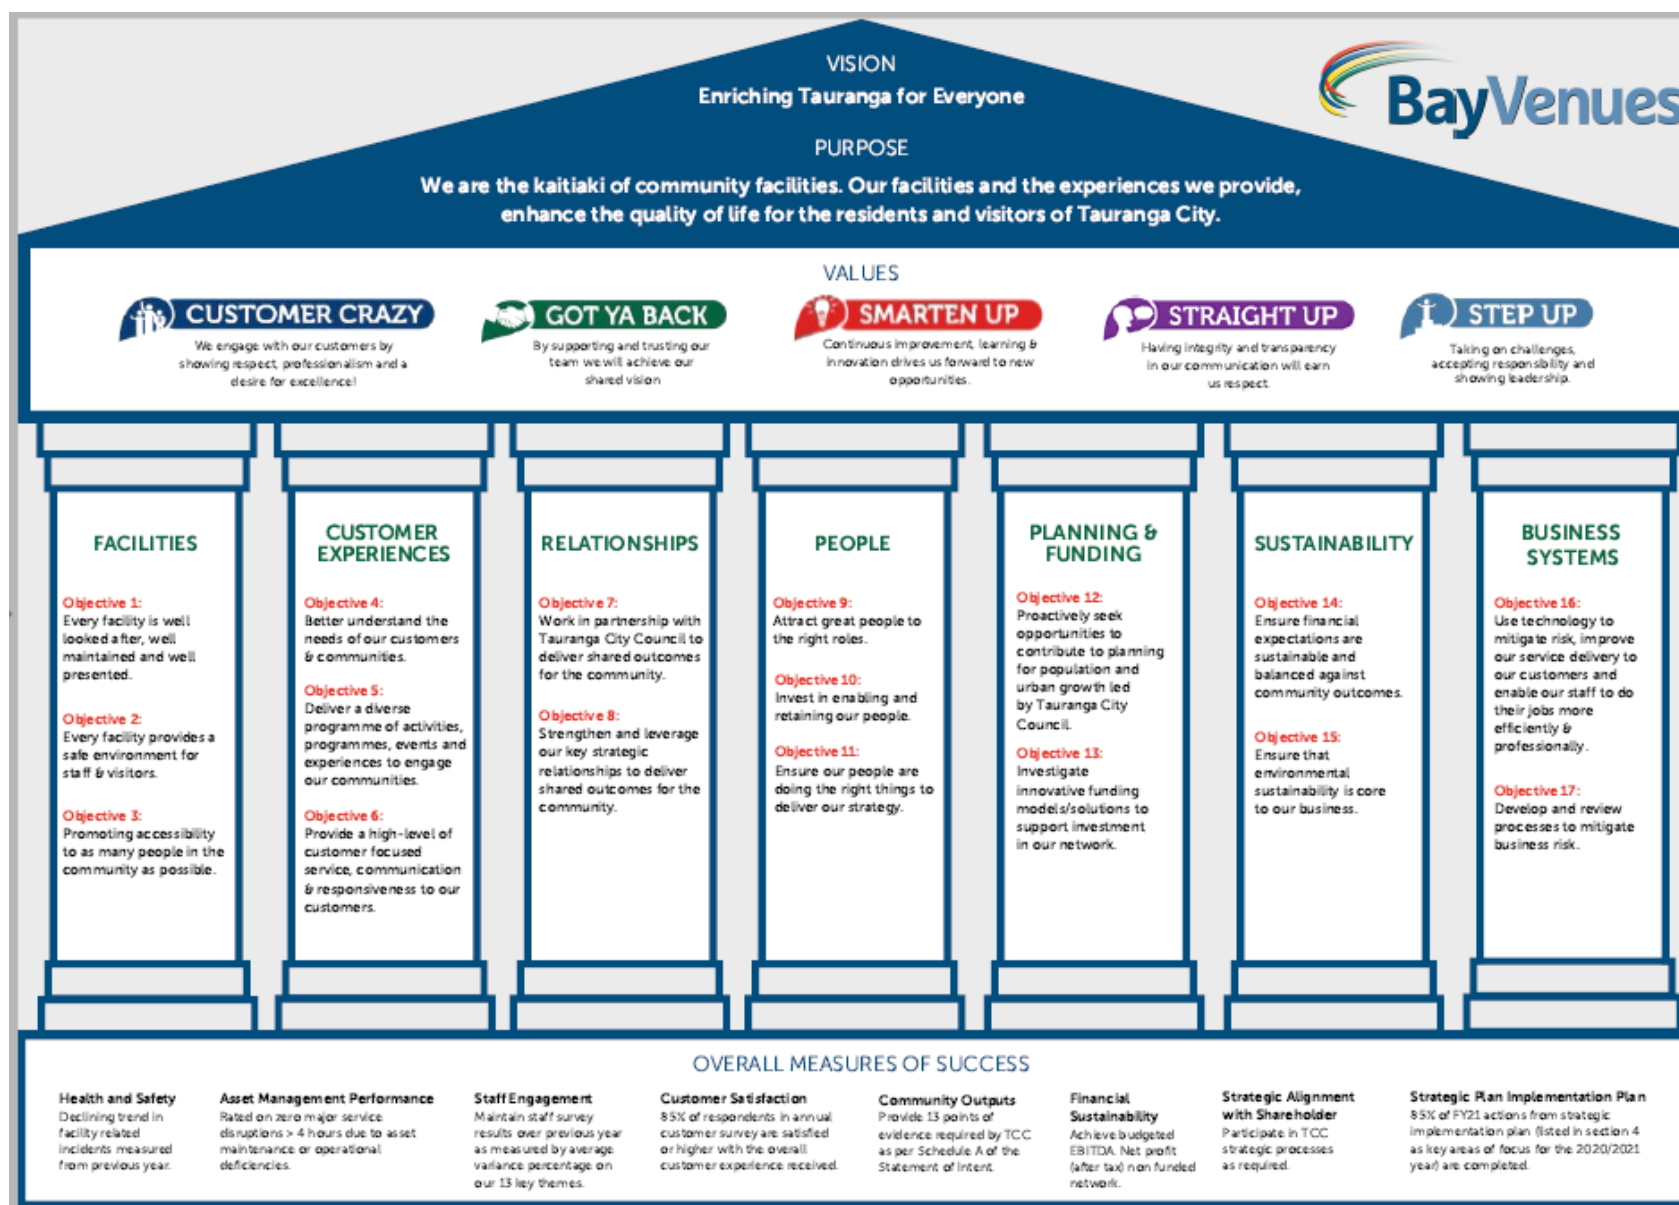 VISION
Enriching Tauranga for Everyone
BayVenues
PURPOSE
We are the kaitiaki of community facilities. Our facilities and the experiences we provide,
enhance the quality of life for the residents and visitors of Tauranga City.
VALUES
CUSTOMER CRAZY
We engage with our customers by
showing respect, professionalism and a
desire for excellence!
GOT YA BACK
By supporting and trusting our
team we will achieve our
shared vision
SMARTEN UP
Continuous improvement, learning &
innovation drives us forward to new
opportunities.
STRAIGHT UP
Having integrity and transparency
in our communication will earn
us respect.
STEP UP
Taking on challenges,
accepting responsibility and
showing leadership.
FACILITIES
Objective 1:
Every facility is well
looked after, well
maintained and well
presented.
Objective 2:
Every facility provides a
safe environment for
staff & visitors.
Objective 3:
Promoting accessibility
to as many people in the
community as possible.
CUSTOMER
EXPERIENCES
Objective 4:
Better understand the
needs of our customers
& communities.
Objective 5:
Deliver a diverse
programme of activities,
programmes, events and
experiences to engage
our communities.
Objective 6:
Provide a high-level of
customer focused
service, communication
& responsiveness to our
customers.
RELATIONSHIPS
Objective 7:
Work in partnership with
Tauranga City Council to
deliver shared outcomes
for the community.
Objective 8:
Strengthen and leverage
our key strategic
relationships to deliver
shared outcomes for the
community.
PEOPLE
Objective 9:
Attract great people to
the right roles.
Objective 10:
Invest in enabling and
retaining our people.
Objective 11:
Ensure our people are
doing the right things to
deliver our strategy.
PLANNING &
FUNDING
Objective 12:
Proactively seek
opportunities to
contribute to planning
for population and
urban growth led
by Tauranga City
Council.
Objective 13:
Investigate
innovative funding
models/solutions to
support investment
in our network.
SUSTAINABILITY
Objective 14:
Ensure financial
expectations are
sustainable and
balanced against
community outcomes.
Objective 15:
Ensure that
environmental
sustainability is core
to our business.
BUSINESS
SYSTEMS
Objective 16:
Use technology to
mitigate risk, improve
our service delivery to
our customers and
enable our staff to do
their jobs more
efficiently &
professionally.
Objective 17:
Develop and review
processes to mitigate
business risk.
OVERALL MEASURES OF SUCCESS
Health and Safety
Declining trend in
facility related
incidents measured
from previous year.
Asset Management Performance
Rated on zero major service
disruptions > 4 hours due to asset
maintenance or operational
deficiencies.
Staff Engagement
Maintain staff survey
results over previous year
as measured by average
variance percentage on
our 13 key themes.
Customer Satisfaction
85% of respondents in annual
customer survey are satisfied
or higher with the overall
customer experience received.
Community Outputs
Provide 13 points of
evidence required by TCC
as per Schedule A of the
Statement of Intent.
Financial
Sustainability
Achieve budgeted
EBITDA. Net profit
(after tax) non funded
network.
Strategic Alignment
with Shareholder
Participate in TCC
strategic processes
as required.
Strategic Plan Implementation Plan
85% of FY21 actions from strategic
implementation plan (listed in section 4
as key areas of focus for the 2020/2021
year) are completed.